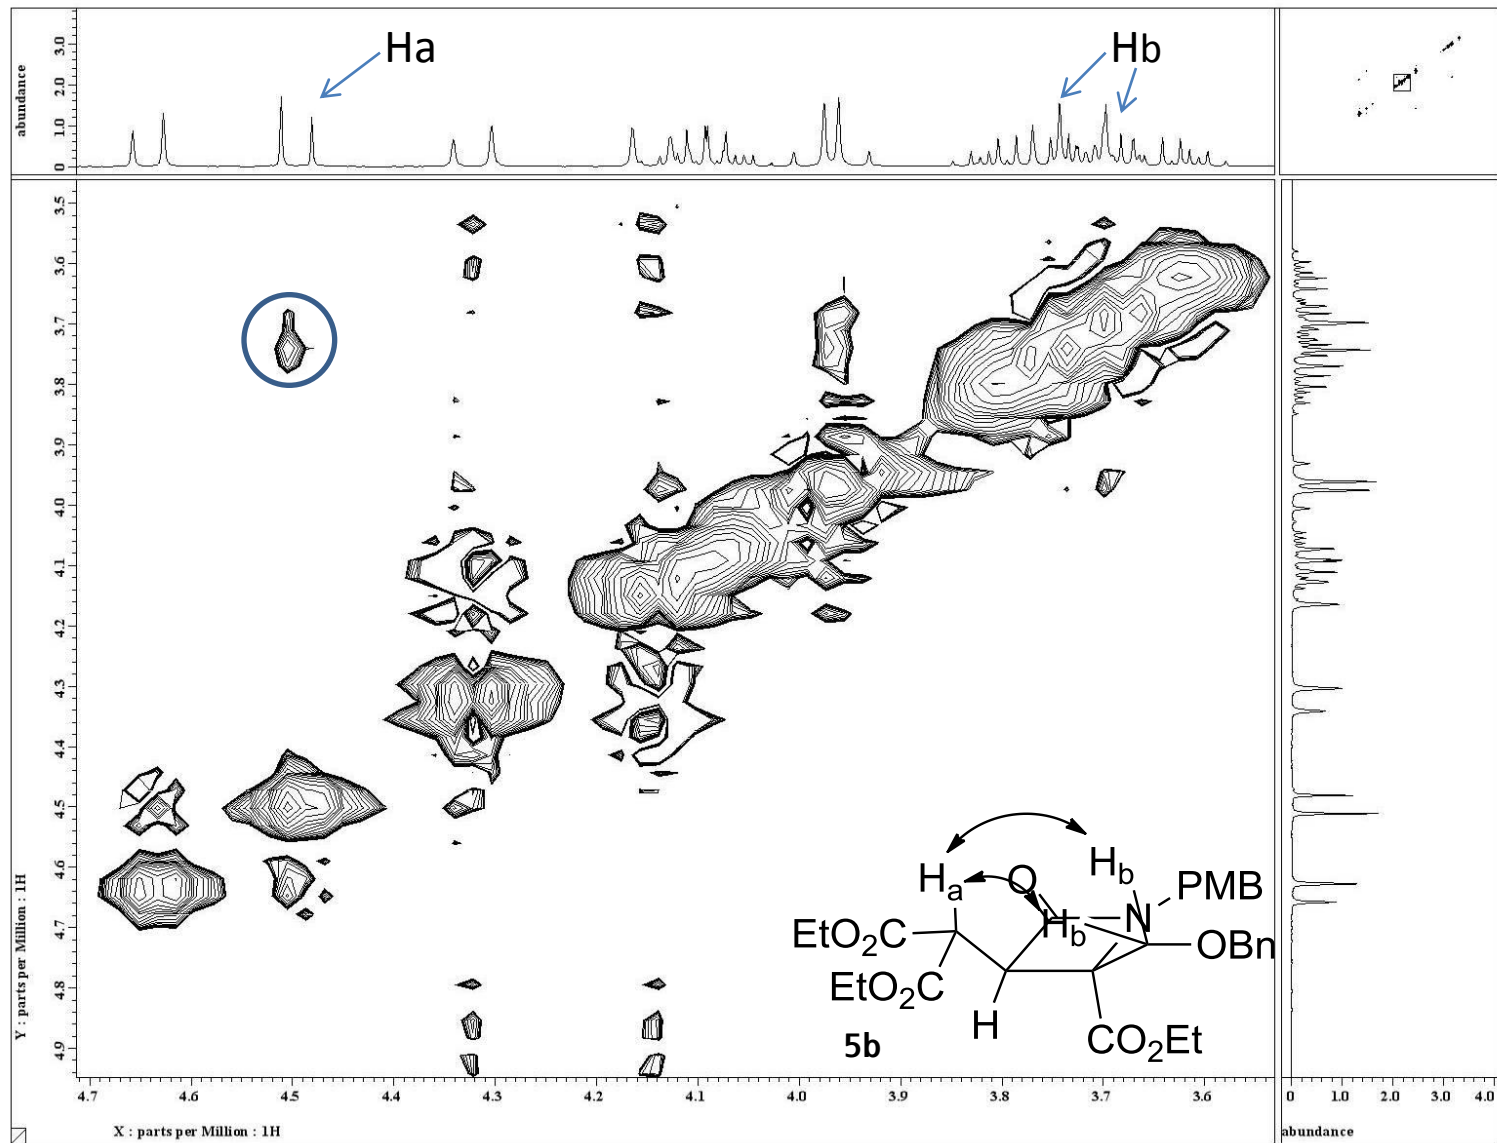 Ha
Hb
abundance
3.0
2.0
1.0
0
3.5
3.6
3.7
3.8
3.9
4.0
4.1
4.2
4.3
4.4
4.5
4.6
4.7
4.8
4.9
Y : parts per Million : 1H
Ha
O
Hb
Hb
N
PMB
OBn
EtO2C
EtO2C
H
CO2Et
5b
4.7
4.6
4.5
4.4
4.3
4.2
4.1
4.0
3.9
3.8
3.7
3.6
X : parts per Million : 1H
0
1.0
2.0
3.0
4.0
abundance